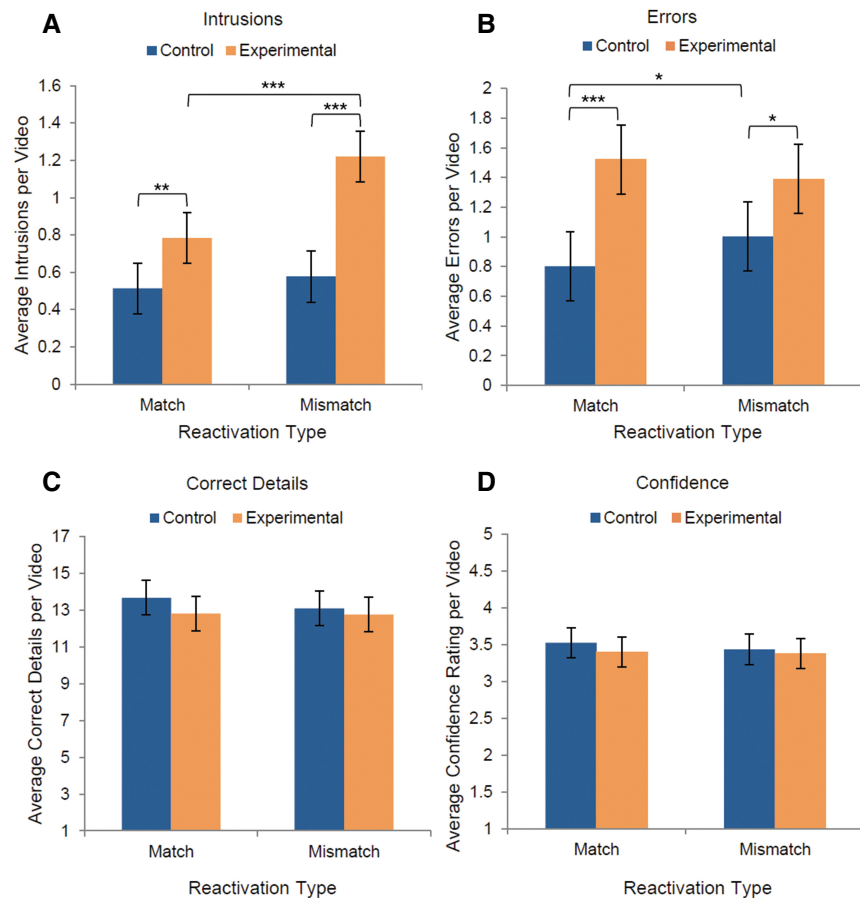 A
Intrusions
Control Experimental
Average Intrusions per Video
1.6
1.4
1.2
1
0.8
0.6
0.4
0.2
0
***
***
**
Match Mismatch
Reactivation Type
B
Errors
Control Experimental
Average Errors per Video
2
1.8
1.6
1.4
1.2
1
0.8
0.6
0.4
0.2
0
*
***
*
Match Mismatch
Reactivation Type
C
Correct Details
Control Experimental
Average Correct Details per Video
17
15
13
11
9
7
5
3
1
Match Mismatch
Reactivation Type
D
Confidence
Control Experimental
Average Confidence Rating per Video
5
4.5
4
3.5
3
2.5
2
1.5
1
Match Mismatch
Reactivation Type